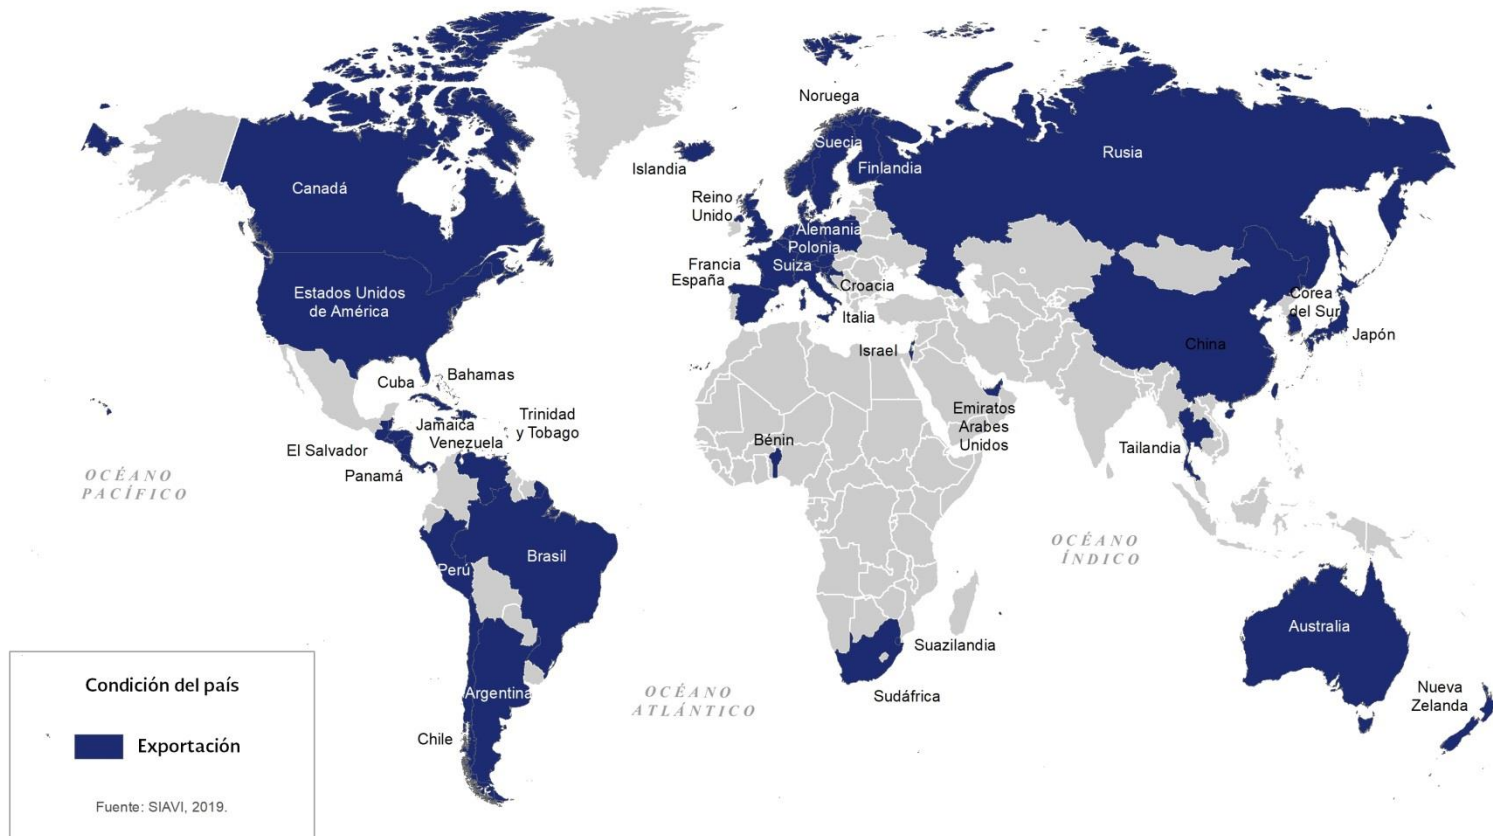 Noruega
Suecia
Finlandia
Rusia
Islandia
Canadá
Reino
Unido
Alemania
Polonia
Francia
Suiza
España
Croacia
Italia
Estados Unidos
de América
Corea
del Sur
Japón
China
Israel
Cuba
Bahamas
Jamaica
Trinidad
y Tobago
Venezuela
El Salvador
Panamá
Emiratos
Arabes
Unidos
Bénin
Tailandia
OCÉANO
PACÍFICO
OCÉANO
ÍNDICO
Brasil
Perú
Australia
Suazilandia
Sudáfrica
Argentina
Chile
OCÉANO
ATLÁNTICO
Nueva
Zelanda
Condición del país
Exportación
Fuente: SIAVI, 2019.